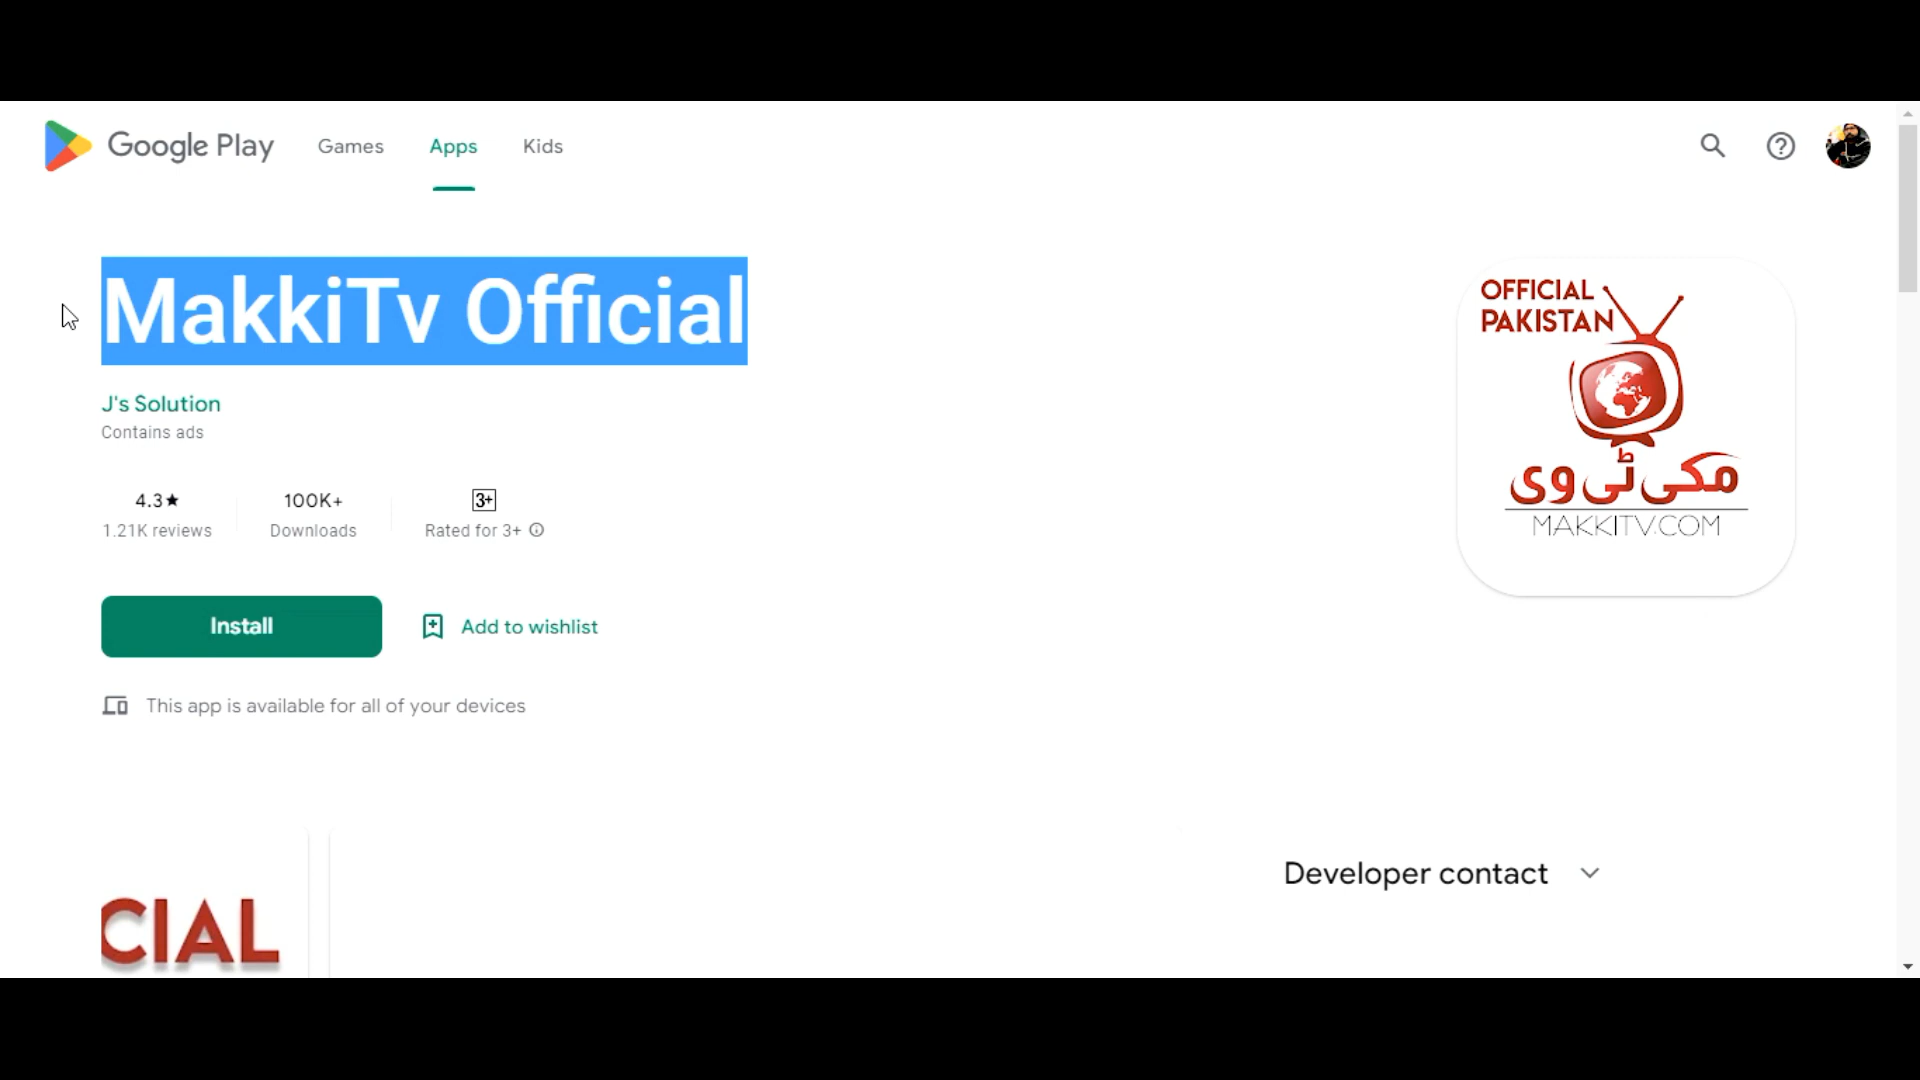 Google Play
Games
Apps
Kids
MakkiTv Official
J's Solution
Contains ads
4.3★
1.21K reviews
100K+
Downloads
3+
Rated for 3+
Install
Add to wishlist
This app is available for all of your devices
OFFICIAL
PAKISTAN
مکی ٹی وی
MAKKITV.COM
Developer contact
CIAL